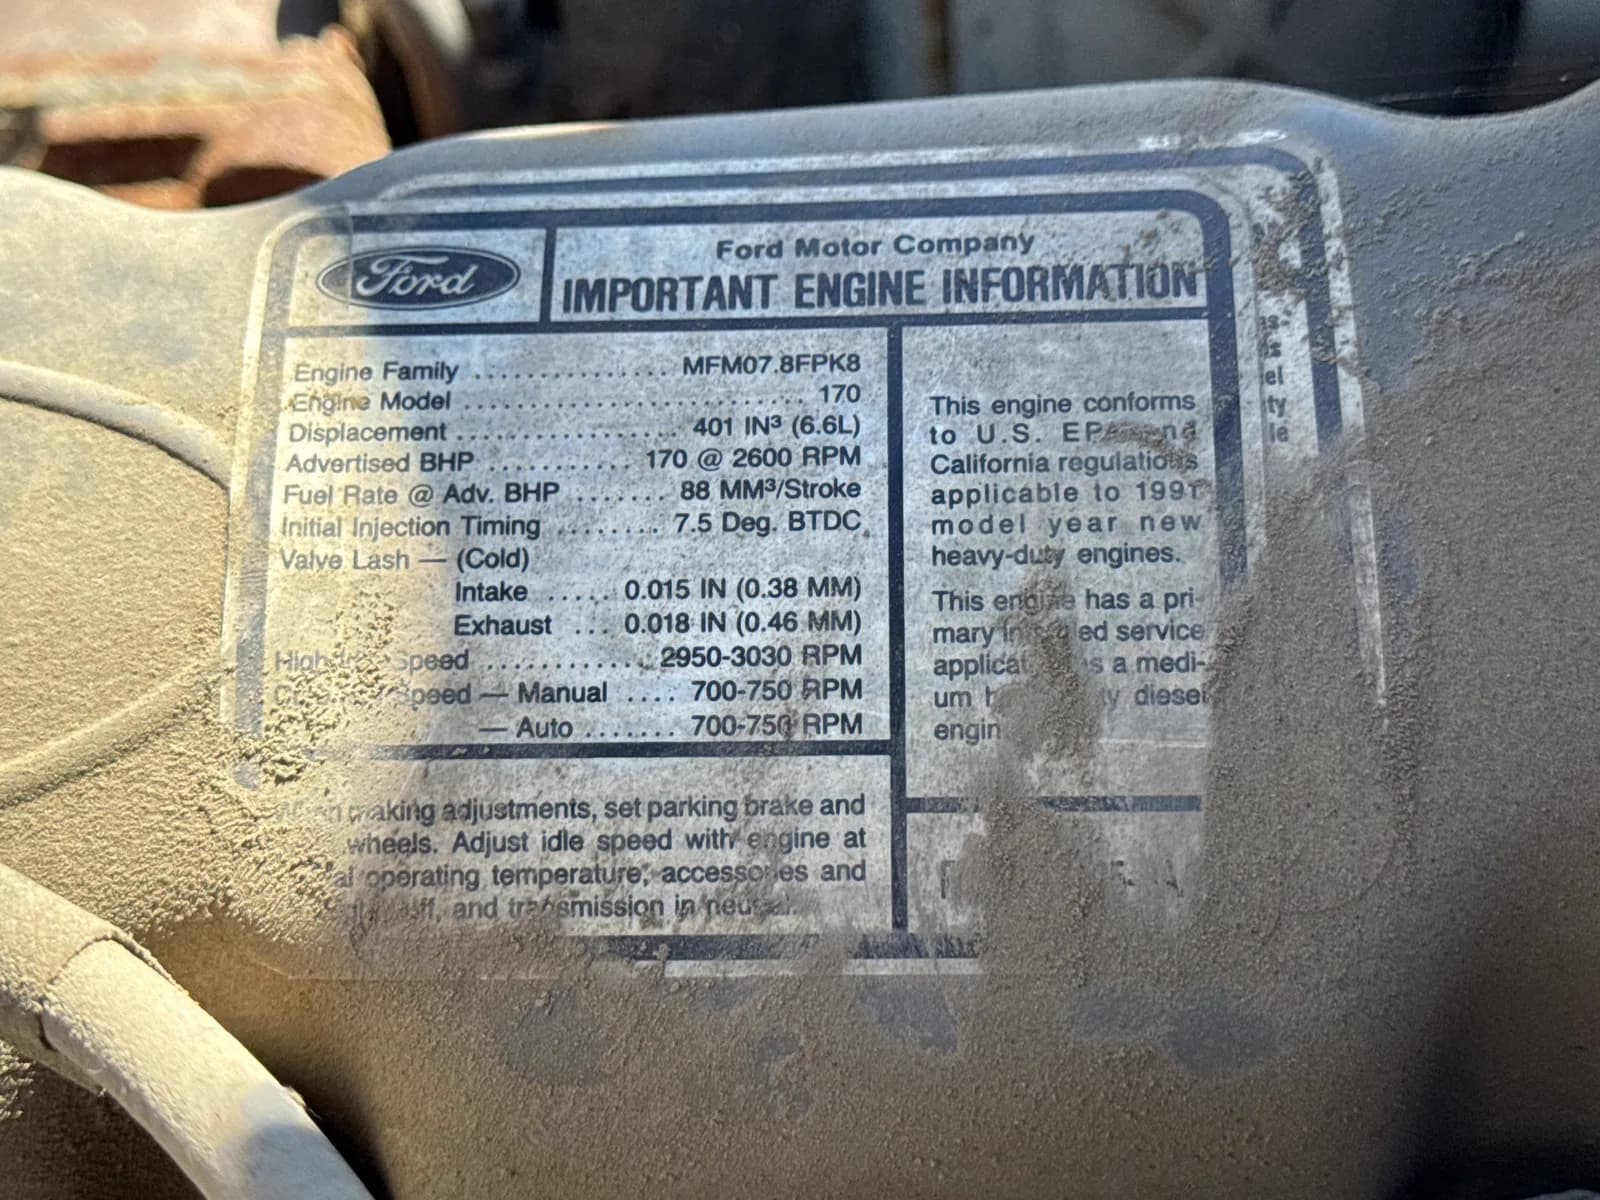 Ford
Ford Motor Company
IMPORTANT ENGINE INFORMATION
Engine Family ............... MFM07.8FPK8
Engine Model ............................ 170
Displacement .................. 401 IN³ (6.6L)
Advertised BHP ............ 170 @ 2600 RPM
Fuel Rate @ Adv. BHP ....... 88 MM³/Stroke
Initial Injection Timing ........ 7.5 Deg. BTDC
Valve Lash — (Cold)
Intake ..... 0.015 IN (0.38 MM)
Exhaust ... 0.018 IN (0.46 MM)
Speed ............ 2950-3030 RPM
Speed — Manual .... 700-750 RPM
— Auto ....... 700-750 RPM
making adjustments, set parking brake and
wheels. Adjust idle speed with engine at
operating temperature, accessories and
and transmission in neutral.
This engine conforms
to U.S. EPA and
California regulations
applicable to 1991
model year new
heavy-duty engines.
This engine has a pri-
mary ed service
s a medi-
um diesel
engin
el
ty
le